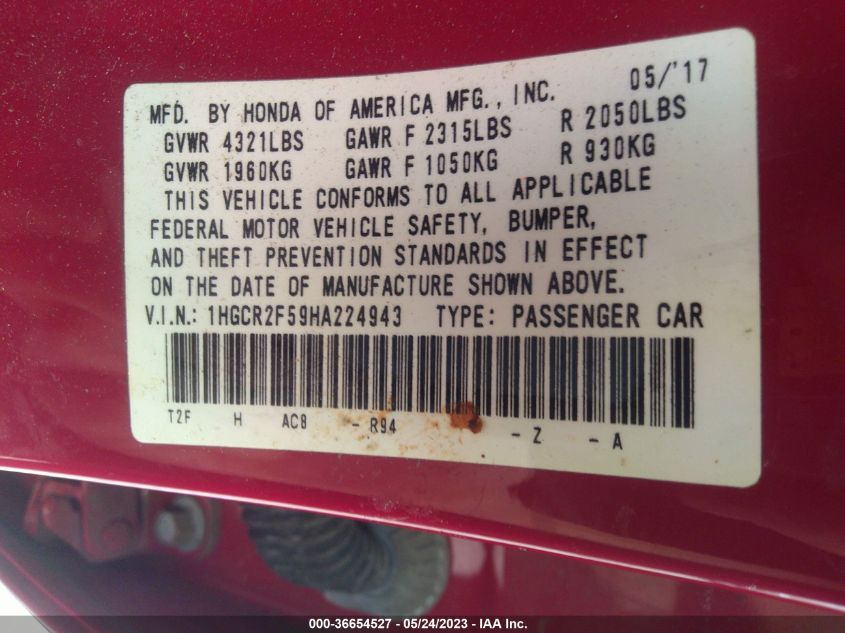 MFD. BY HONDA OF AMERICA MFG., INC. 05/'17
GVWR 4321LBS GAWR F 2315LBS R 2050LBS
GVWR 1960KG GAWR F 1050KG R 930KG
THIS VEHICLE CONFORMS TO ALL APPLICABLE
FEDERAL MOTOR VEHICLE SAFETY, BUMPER,
AND THEFT PREVENTION STANDARDS IN EFFECT
ON THE DATE OF MANUFACTURE SHOWN ABOVE.
V.I.N.: 1HGCR2F59HA224943 TYPE: PASSENGER CAR
T2F H AC8 - R94 - Z - A
000-36654527 - 05/24/2023 - IAA Inc.